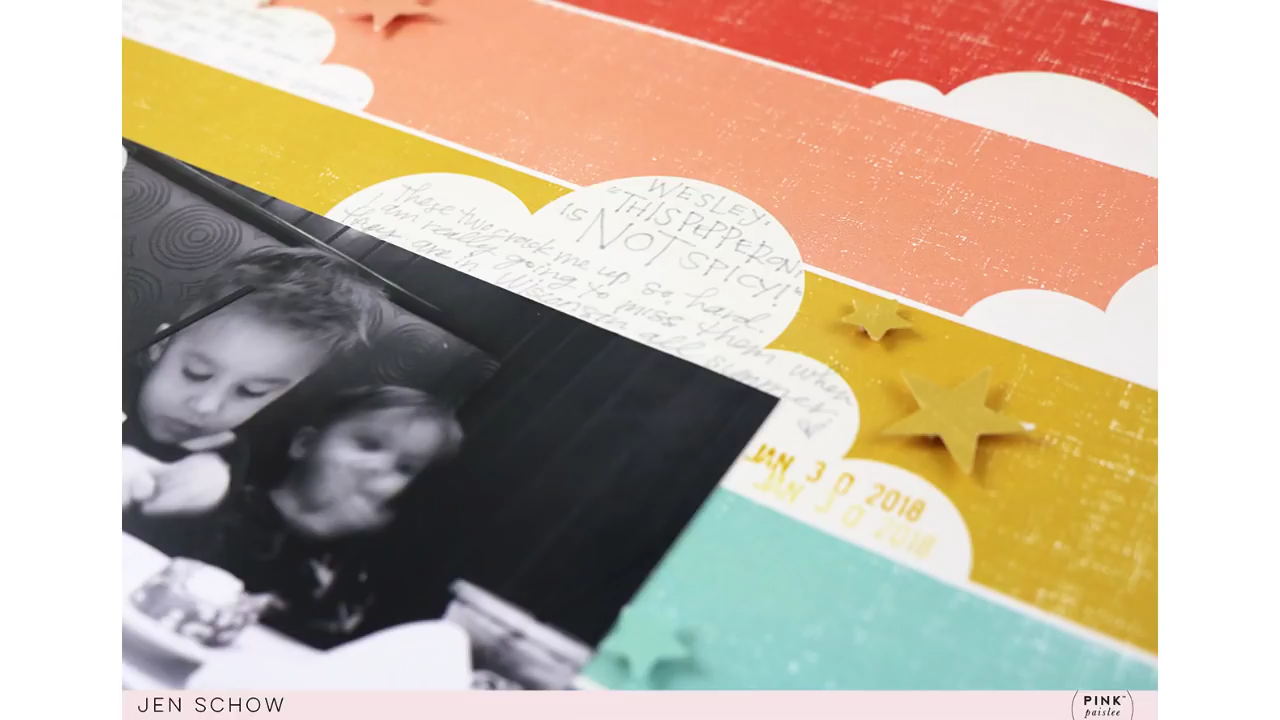 WESLEY:
"THIS PEPPERONI
IS NOT SPICY!"
These two crack me up so hard.
I am really going to miss them when
they are in Wisconsin all summer.
JAN 30 2018
JAN 30 2018
JEN SCHOW
PINK™
paislee